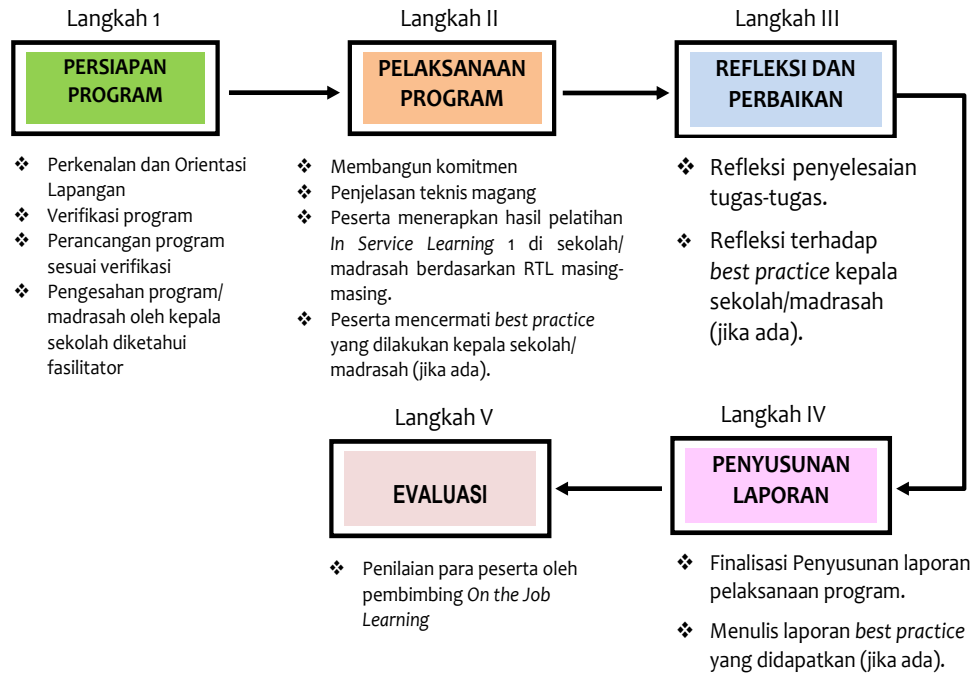 Langkah 1
PERSIAPAN
PROGRAM
❖ Perkenalan dan Orientasi
Lapangan
❖ Verifikasi program
❖ Perancangan program
sesuai verifikasi
❖ Pengesahan program/
madrasah oleh kepala
sekolah diketahui
fasilitator
Langkah II
PELAKSANAAN
PROGRAM
❖ Membangun komitmen
❖ Penjelasan teknis magang
❖ Peserta menerapkan hasil pelatihan
In Service Learning 1 di sekolah/
madrasah berdasarkan RTL masing-
masing.
❖ Peserta mencermati best practice
yang dilakukan kepala sekolah/
madrasah (jika ada).
Langkah III
REFLEKSI DAN
PERBAIKAN
❖ Refleksi penyelesaian
tugas-tugas.
❖ Refleksi terhadap
best practice kepala
sekolah/madrasah
(jika ada).
Langkah IV
PENYUSUNAN
LAPORAN
❖ Finalisasi Penyusunan laporan
pelaksanaan program.
❖ Menulis laporan best practice
yang didapatkan (jika ada).
Langkah V
EVALUASI
❖ Penilaian para peserta oleh
pembimbing On the Job
Learning